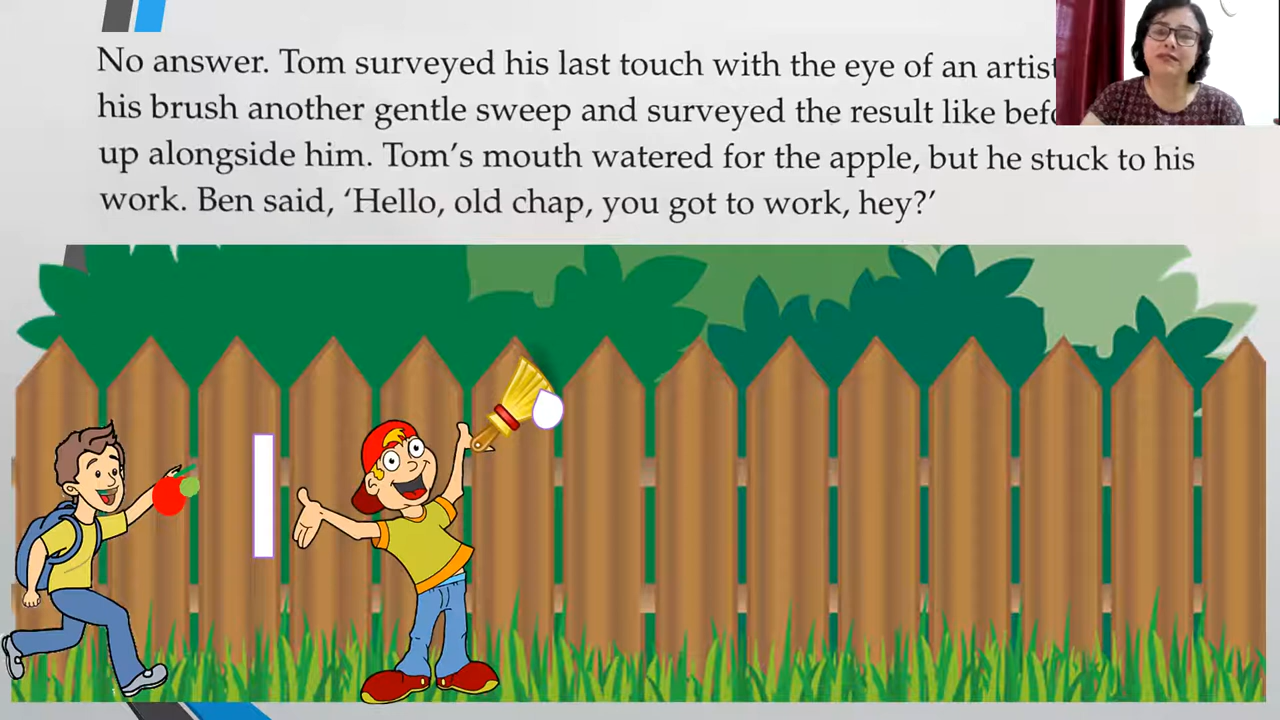 No answer. Tom surveyed his last touch with the eye of an artist
his brush another gentle sweep and surveyed the result like
up alongside him. Tom’s mouth watered for the apple, but he stuck to his
work. Ben said, ‘Hello, old chap, you got to work, hey?’